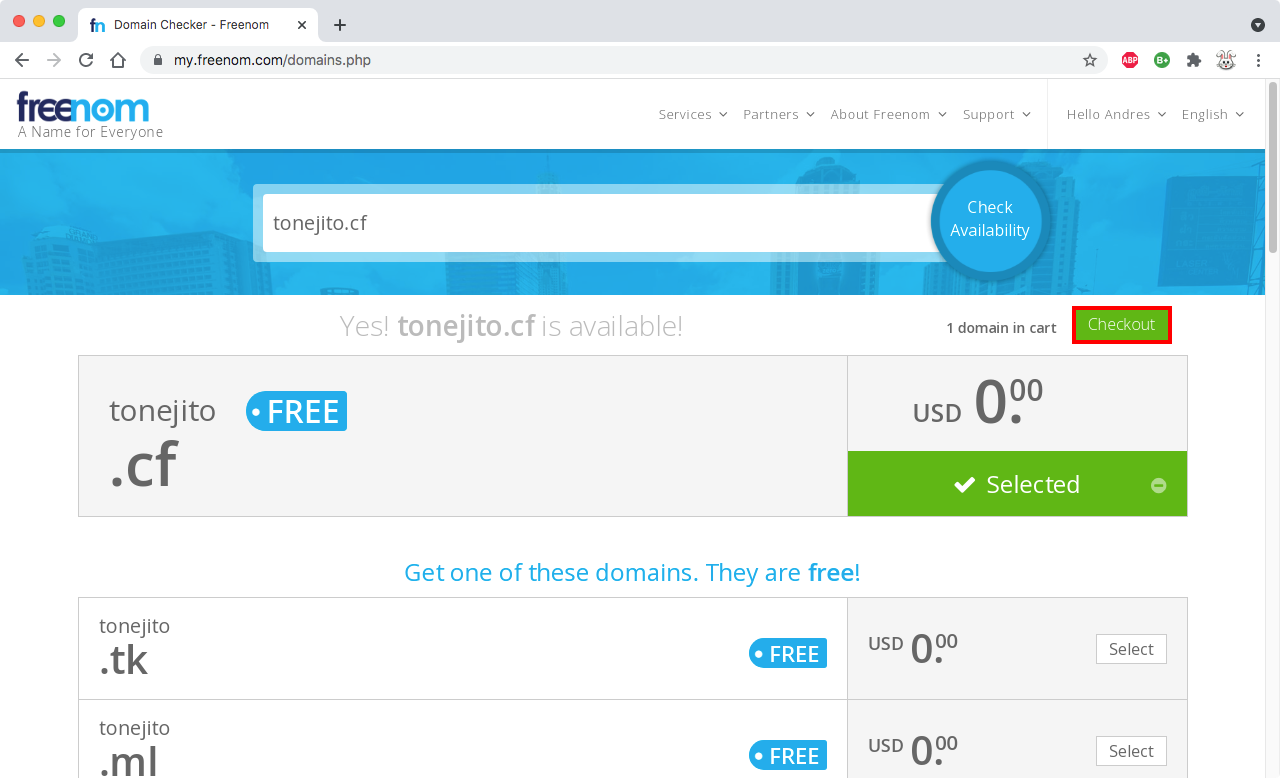 Domain Checker - Freenom
my.freenom.com/domains.php
ABP
B+
freenom
A Name for Everyone
Services
Partners
About Freenom
Support
Hello Andres
English
tonejito.cf
Check
Availability
Yes! tonejito.cf is available!
1 domain in cart
Checkout
tonejito
FREE
.cf
USD 0.00
Selected
Get one of these domains. They are free!
tonejito
.tk
FREE
USD 0.00
Select
tonejito
.ml
FREE
USD 0.00
Select